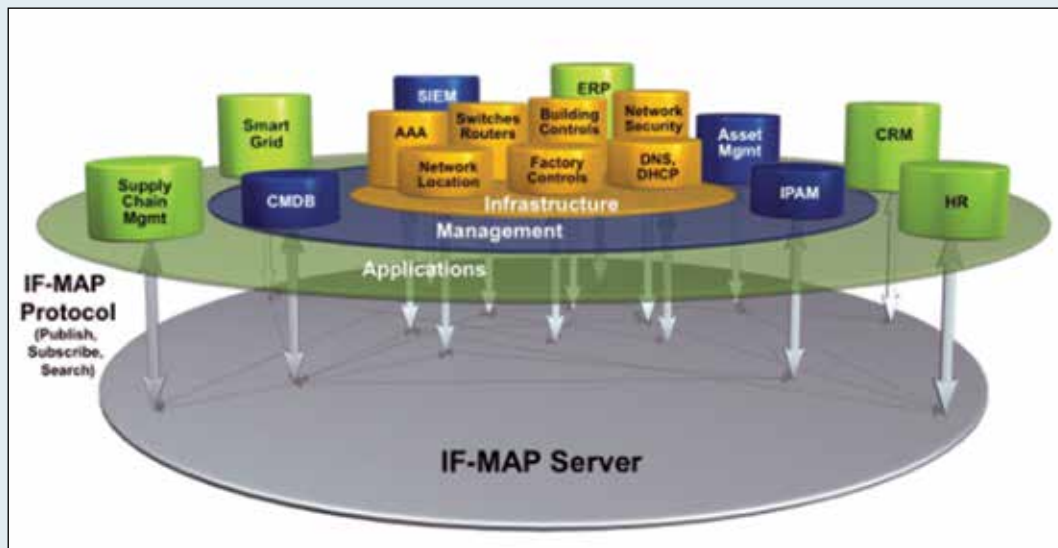 SIEM
ERP
Smart
Grid
AAA
Switches
Routers
Building
Controls
Network
Security
Asset
Mgmt
CRM
Supply
Chain
Mgmt
CMDB
Network
Location
Factory
Controls
DNS,
DHCP
IPAM
HR
Infrastructure
Management
Applications
IF-MAP
Protocol
(Publish,
Subscribe,
Search)
IF-MAP Server